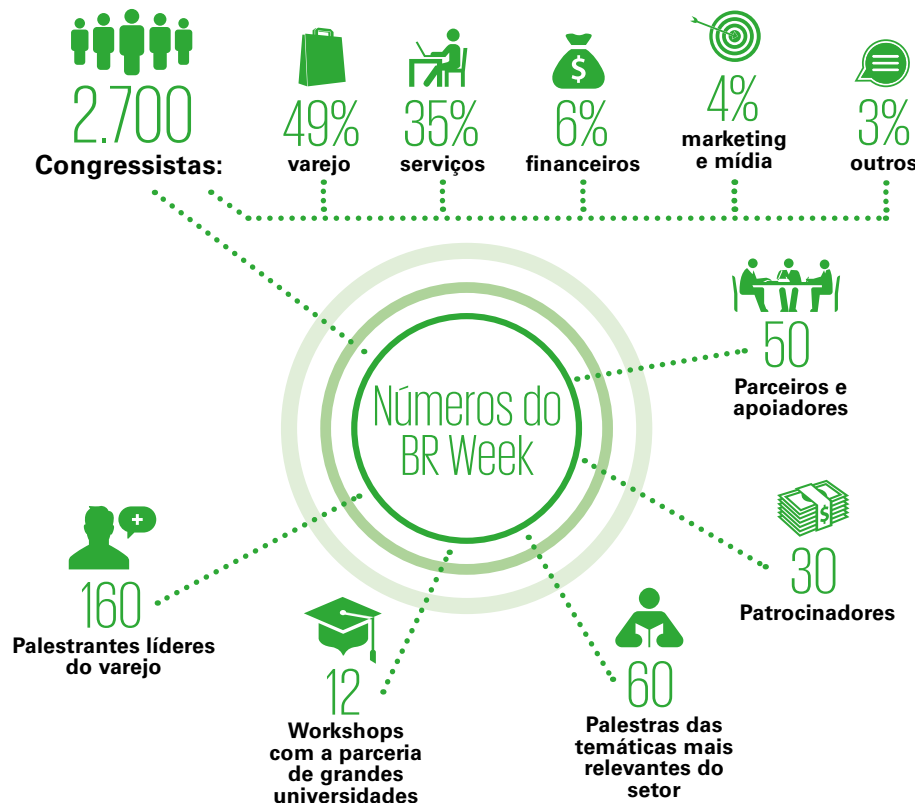 2.700
Congressistas:
49%
varejo
35%
serviços
$
6%
financeiros
4%
marketing
e mídia
3%
outros
Números do
BR Week
50
Parceiros e
apoiadores
$
30
Patrocinadores
60
Palestras das
temáticas mais
relevantes do
setor
12
Workshops
com a parceria
de grandes
universidades
+
160
Palestrantes líderes
do varejo